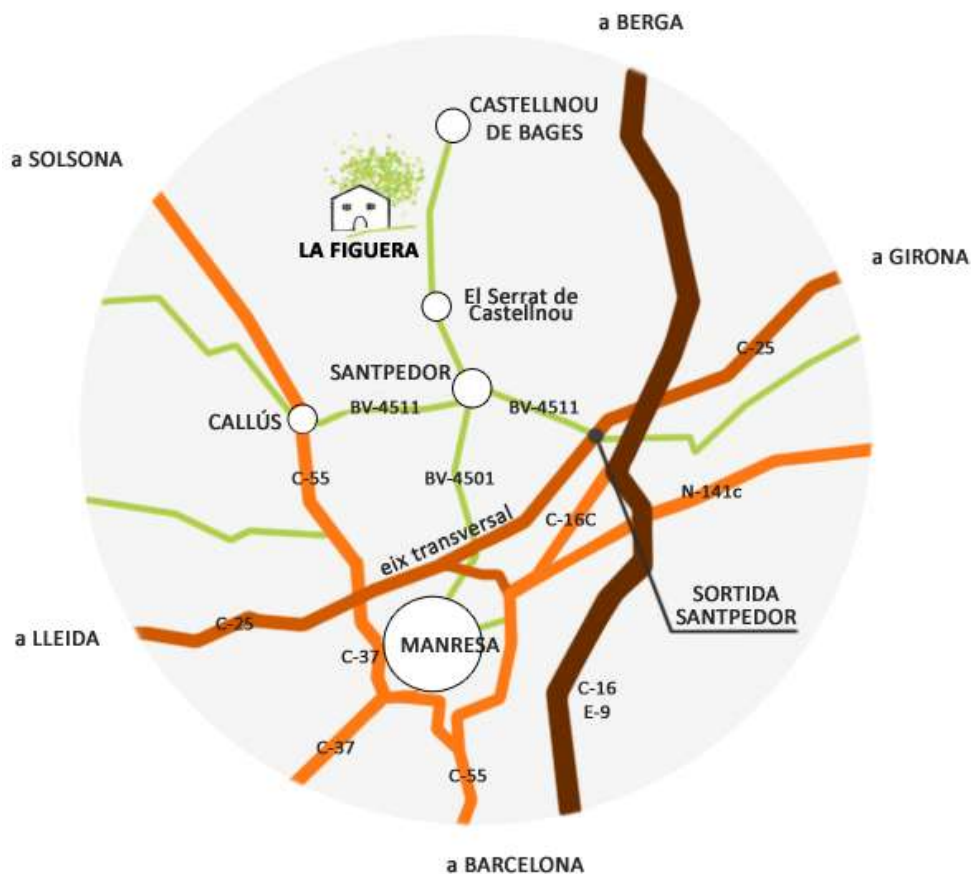 a BERGA
CASTELLNOU
DE BAGES
a SOLSONA
LA FIGUERA
a GIRONA
El Serrat de
Castellnou
C-25
SANTPEDOR
BV-4511
BV-4511
CALLÚS
C-55
BV-4501
N-141c
C-16C
eix transversal
SORTIDA
SANTPEDOR
C-25
a LLEIDA
MANRESA
C-37
C-16
E-9
C-37
C-55
a BARCELONA